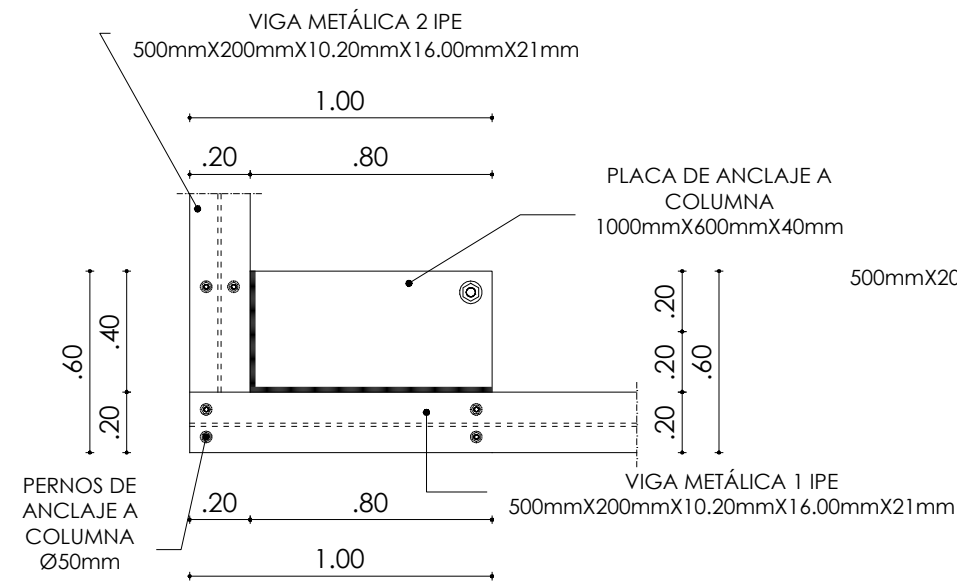 VIGA METÁLICA 2 IPE
500mmX200mmX10.20mmX16.00mmX21mm
1.00
.20
.80
PLACA DE ANCLAJE A
COLUMNA
1000mmX600mmX40mm
500mmX20
.60
.40
.20
.20
.20
.20
.60
PERNOS DE
ANCLAJE A
COLUMNA
Ø50mm
.20
.80
VIGA METÁLICA 1 IPE
500mmX200mmX10.20mmX16.00mmX21mm
1.00